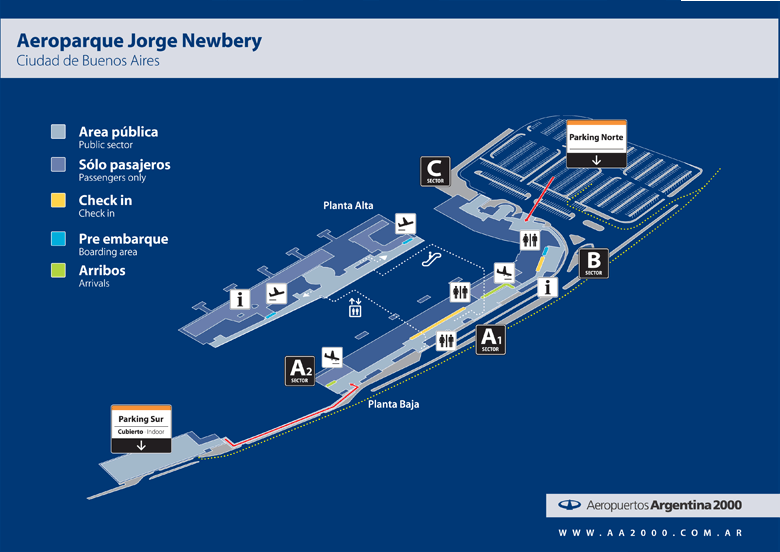 Aeroparque Jorge Newbery
Ciudad de Buenos Aires
Area pública
Public sector
Sólo pasajeros
Passengers only
Check in
Check in
Pre embarque
Boarding area
Arribos
Arrivals
Parking Norte
C
SECTOR
Planta Alta
B
SECTOR
i
i
A1
SECTOR
A2
SECTOR
Planta Baja
Parking Sur
Cubierto Indoor
Aeropuertos Argentina 2000
WWW.AA2000.COM.AR